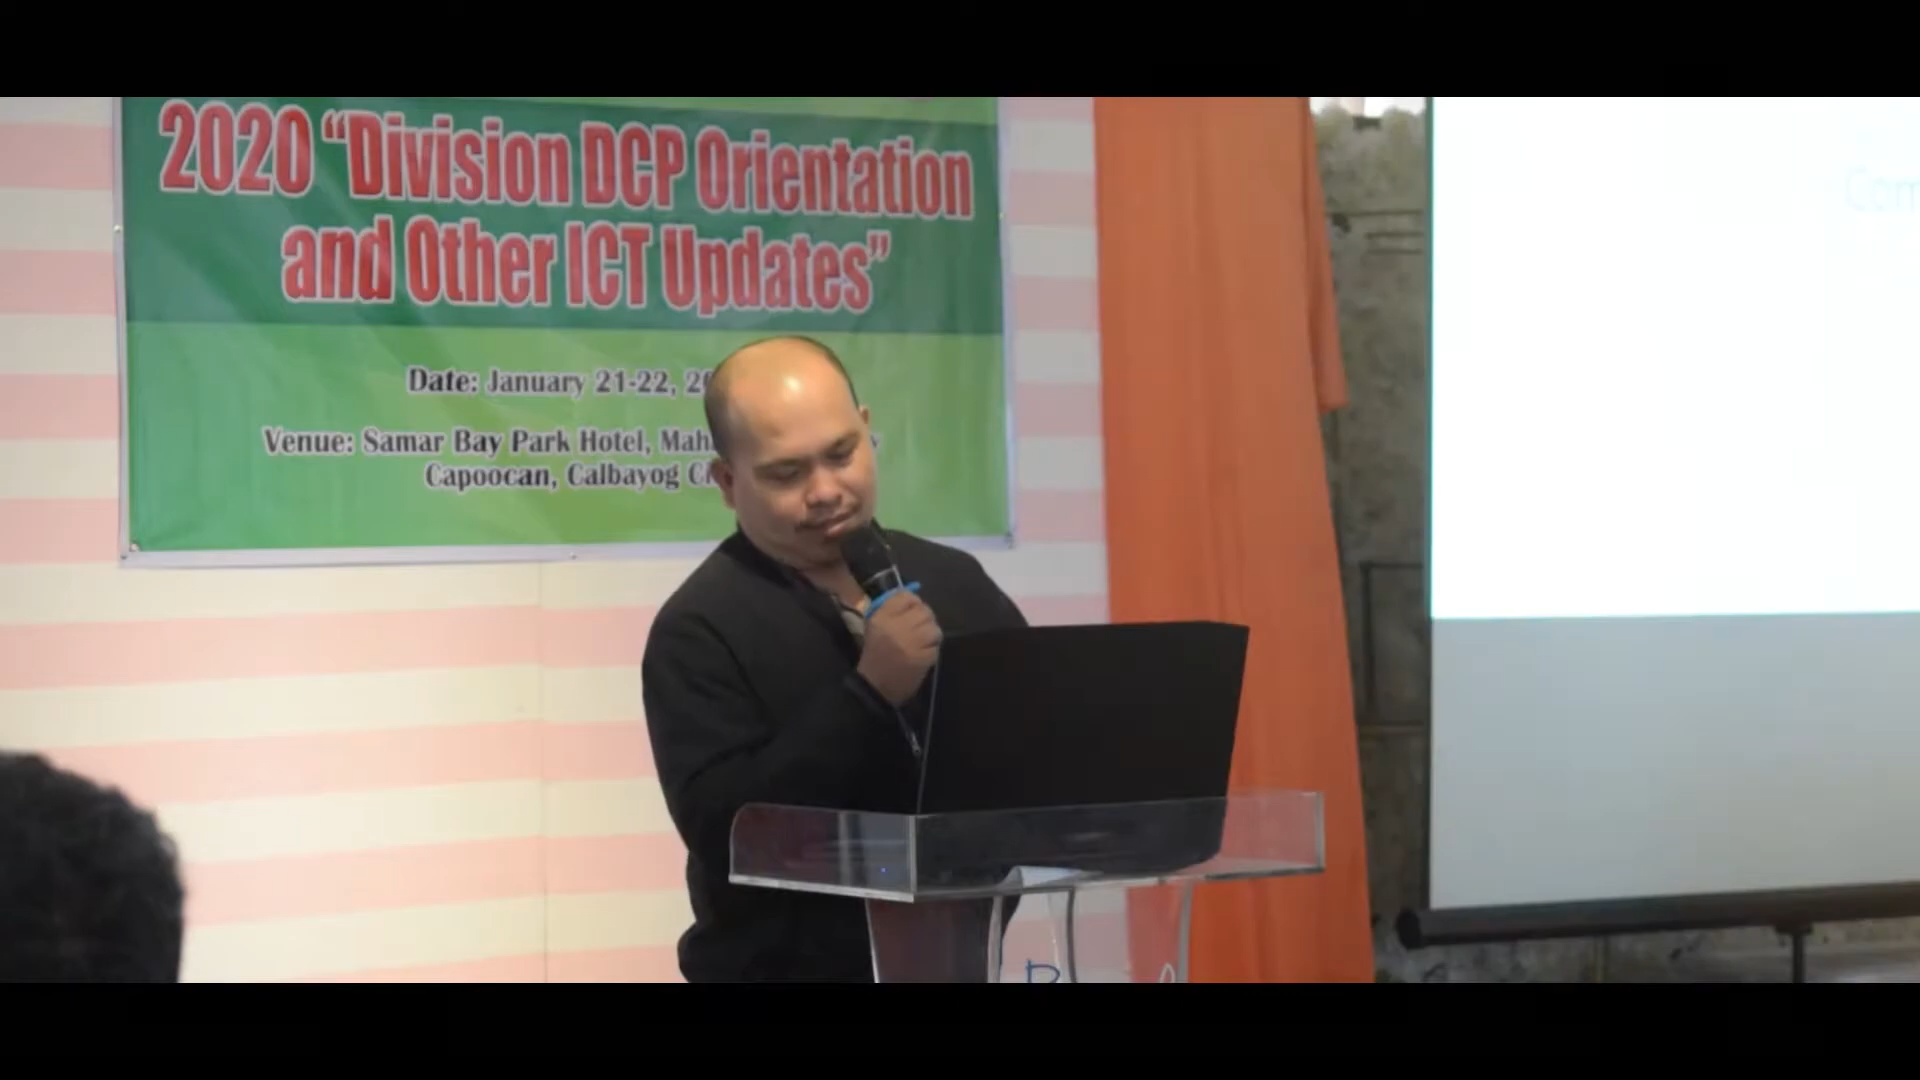 2020 “Division DCP Orientation
and Other ICT Updates”
Date: January 21-22,
Venue: Samar Bay Park Hotel,
Capoocan, Calbayog